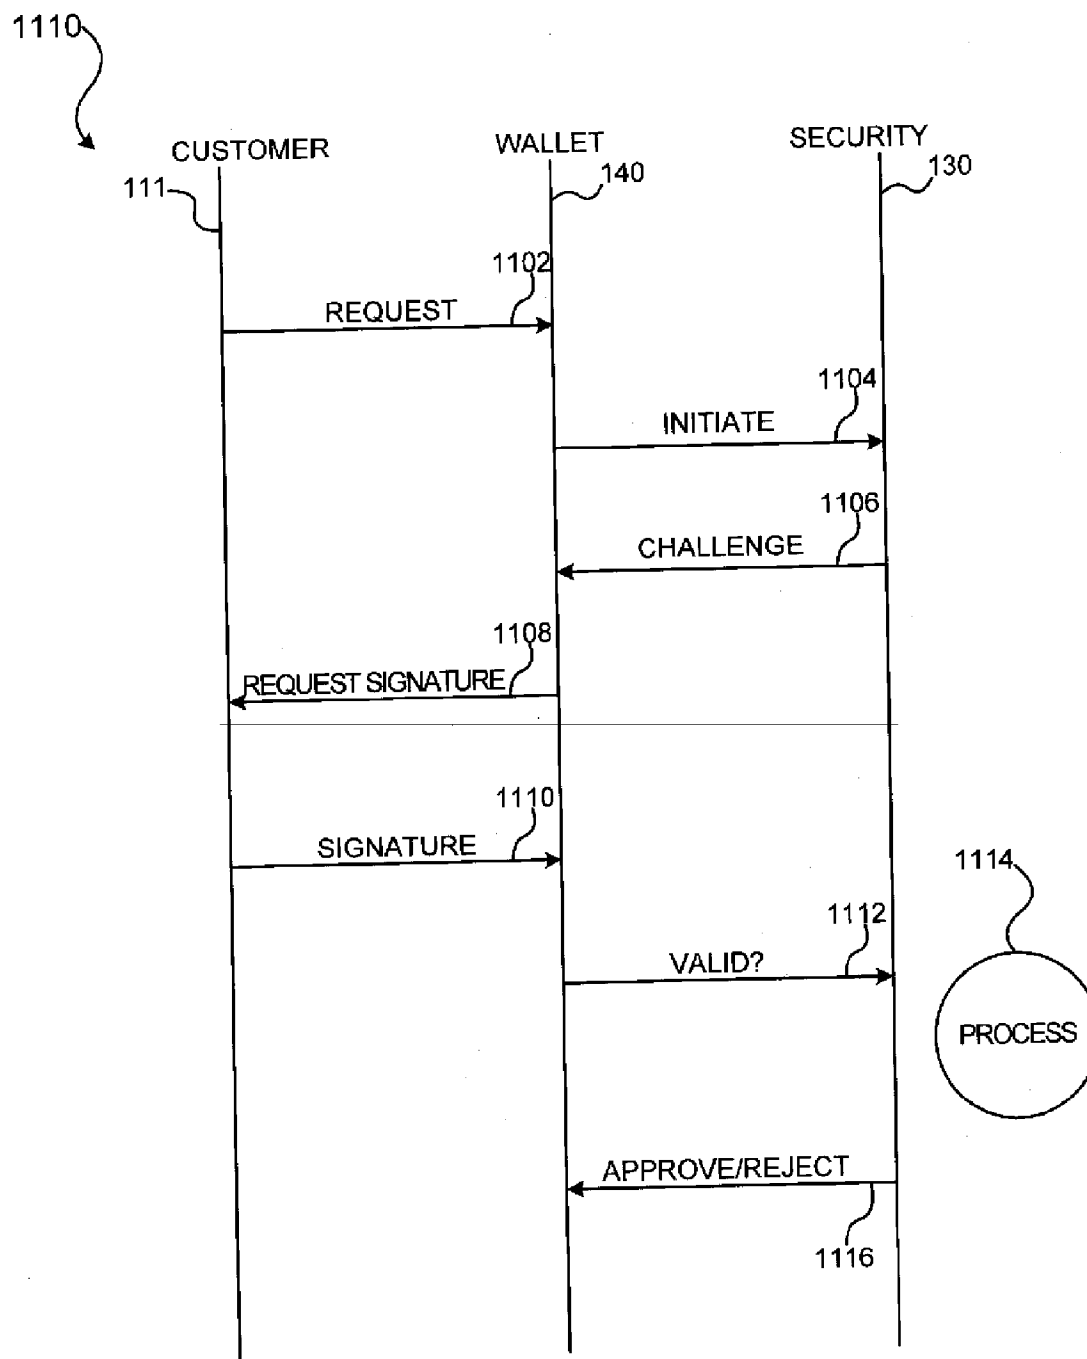 1110
CUSTOMER
WALLET
SECURITY
111
140
130
1102
REQUEST
1104
INITIATE
1106
CHALLENGE
1108
REQUEST SIGNATURE
1110
SIGNATURE
1114
1112
VALID?
PROCESS
APPROVE/REJECT
1116